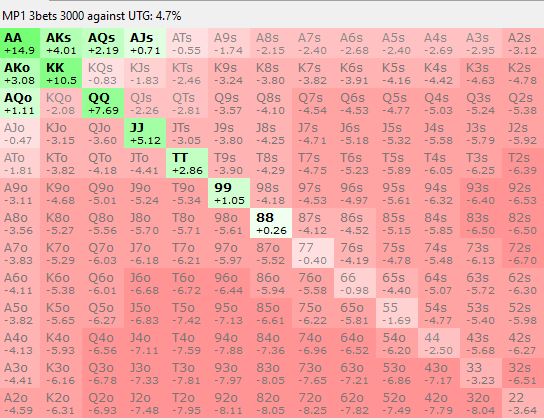 MP1 3bets 3000 against UTG: 4.7%
AA AKs AQs AJs ATs A9s A8s A7s A6s A5s A4s A3s A2s
+14.9 +4.01 +2.19 +0.71 -0.55 -1.74 -2.15 -2.40 -2.68 -2.40 -2.69 -2.95 -3.12
AKo KK KQs KJs KTs K9s K8s K7s K6s K5s K4s K3s K2s
+3.08 +10.5 -0.83 -1.83 -2.46 -3.24 -3.80 -3.82 -3.91 -4.16 -4.42 -4.63 -4.78
AQo KQo QQ QJs QTs Q9s Q8s Q7s Q6s Q5s Q4s Q3s Q2s
+1.11 -2.08 +7.69 -2.26 -2.81 -3.57 -4.10 -4.54 -4.53 -4.77 -5.03 -5.24 -5.38
AJo KJo QJo JJ JTs J9s J8s J7s J6s J5s J4s J3s J2s
-0.47 -3.15 -3.60 +5.12 -3.05 -3.80 -4.25 -4.71 -5.18 -5.32 -5.58 -5.79 -5.92
ATo KTo QTo JTo TT T9s T8s T7s T6s T5s T4s T3s T2s
-1.81 -3.82 -4.18 -4.41 +2.86 -3.90 -4.29 -4.75 -5.23 -5.89 -6.05 -6.25 -6.39
A9o K9o Q9o J9o T9o 99 98s 97s 96s 95s 94s 93s 92s
-3.11 -4.68 -5.01 -5.24 -5.34 +1.05 -4.18 -4.53 -4.97 -5.61 -6.32 -6.40 -6.53
A8o K8o Q8o J8o T8o 98o 88 87s 86s 85s 84s 83s 82s
-3.56 -5.27 -5.56 -5.70 -5.73 -5.61 +0.26 -4.12 -4.52 -5.15 -5.85 -6.50 -6.50
A7o K7o Q7o J7o T7o 97o 87o 77 76s 75s 74s 73s 72s
-3.83 -5.29 -6.03 -6.18 -6.21 -5.97 -5.52 -0.40 -4.19 -4.78 -5.48 -6.13 -6.70
A6o K6o Q6o J6o T6o 96o 86o 76o 66 65s 64s 63s 62s
-4.11 -5.38 -6.01 -6.68 -6.72 -6.44 -5.94 -5.58 -0.98 -4.40 -5.07 -5.72 -6.30
A5o K5o Q5o J5o T5o 95o 85o 75o 65o 55 54s 53s 52s
-3.82 -5.65 -6.27 -6.83 -7.42 -7.13 -6.61 -6.22 -5.81 -1.69 -4.77 -5.40 -5.98
A4o K4o Q4o J4o T4o 94o 84o 74o 64o 54o 44 43s 42s
-4.13 -5.93 -6.56 -7.11 -7.59 -7.88 -7.36 -6.96 -6.52 -6.20 -2.50 -5.68 -6.27
A3o K3o Q3o J3o T3o 93o 83o 73o 63o 53o 43o 33 32s
-4.41 -6.16 -6.78 -7.33 -7.81 -7.97 -8.05 -7.65 -7.21 -6.86 -7.17 -3.23 -6.51
A2o K2o Q2o J2o T2o 92o 82o 72o 62o 52o 42o 32o 22
-4.59 -6.31 -6.93 -7.48 -7.95 -8.11 -8.05 -8.25 -7.82 -7.49 -7.79 -8.03 -3.64